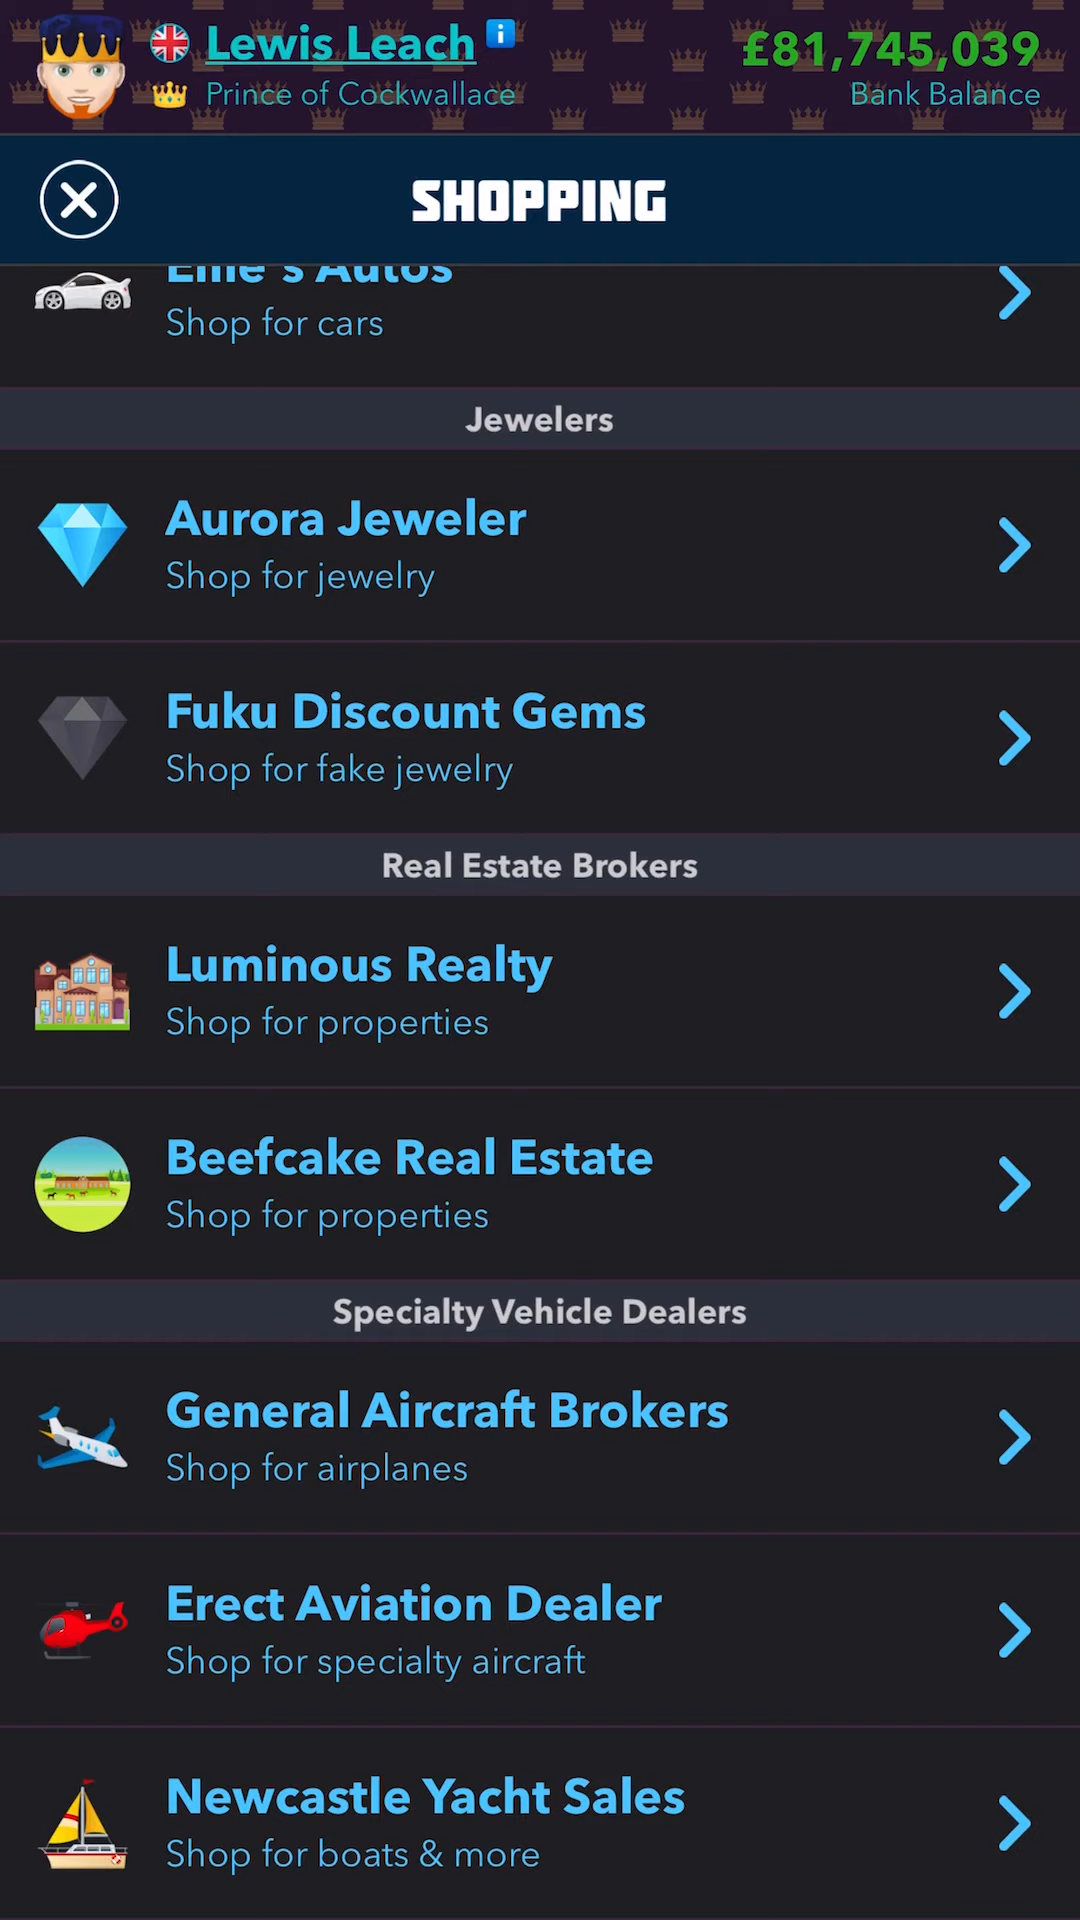 Lewis Leach
£81,745,039
Prince of Cockwallace
Bank Balance
SHOPPING
Ellie's Autos
Shop for cars
Jewelers
Aurora Jeweler
Shop for jewelry
Fuku Discount Gems
Shop for fake jewelry
Real Estate Brokers
Luminous Realty
Shop for properties
Beefcake Real Estate
Shop for properties
Specialty Vehicle Dealers
General Aircraft Brokers
Shop for airplanes
Erect Aviation Dealer
Shop for specialty aircraft
Newcastle Yacht Sales
Shop for boats & more